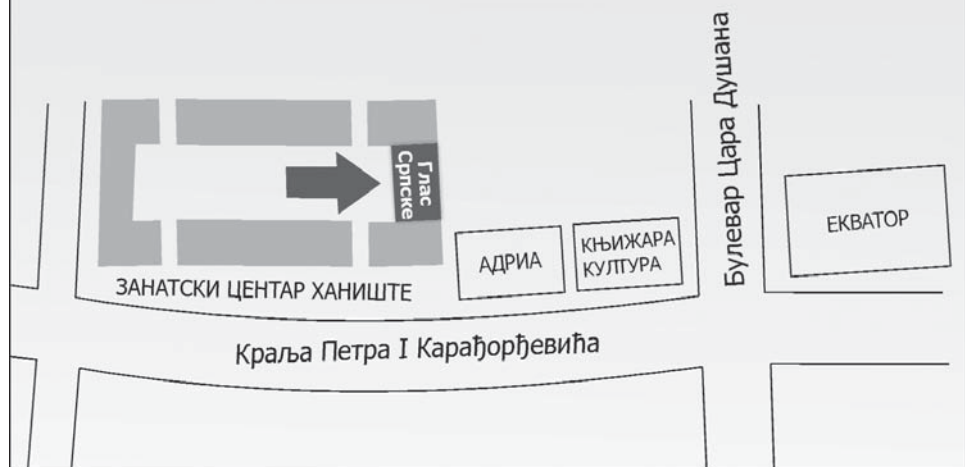 Булевар Цара Душана
Глас
Српске
ЕКВАТОР
АДРИА
КЊИЖАРА
КУЛТУРА
ЗАНАТСКИ ЦЕНТАР ХАНИШТЕ
Краља Петра I Карађорђевића